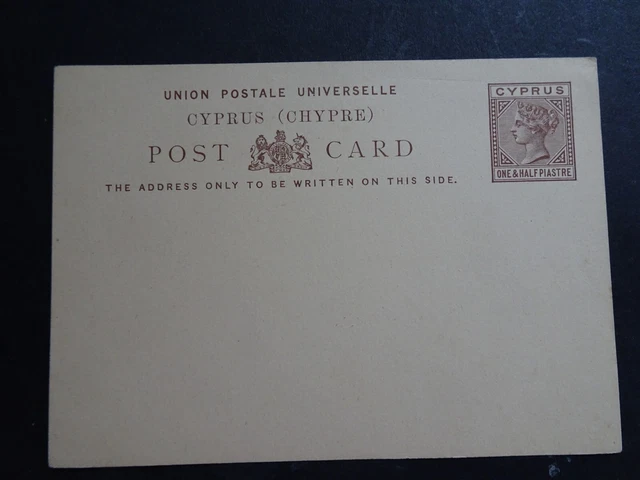 UNION POSTALE UNIVERSELLE
CYPRUS (CHYPRE)
POST CARD
THE ADDRESS ONLY TO BE WRITTEN ON THIS SIDE.
CYPRUS
ONE & HALF PIASTRE